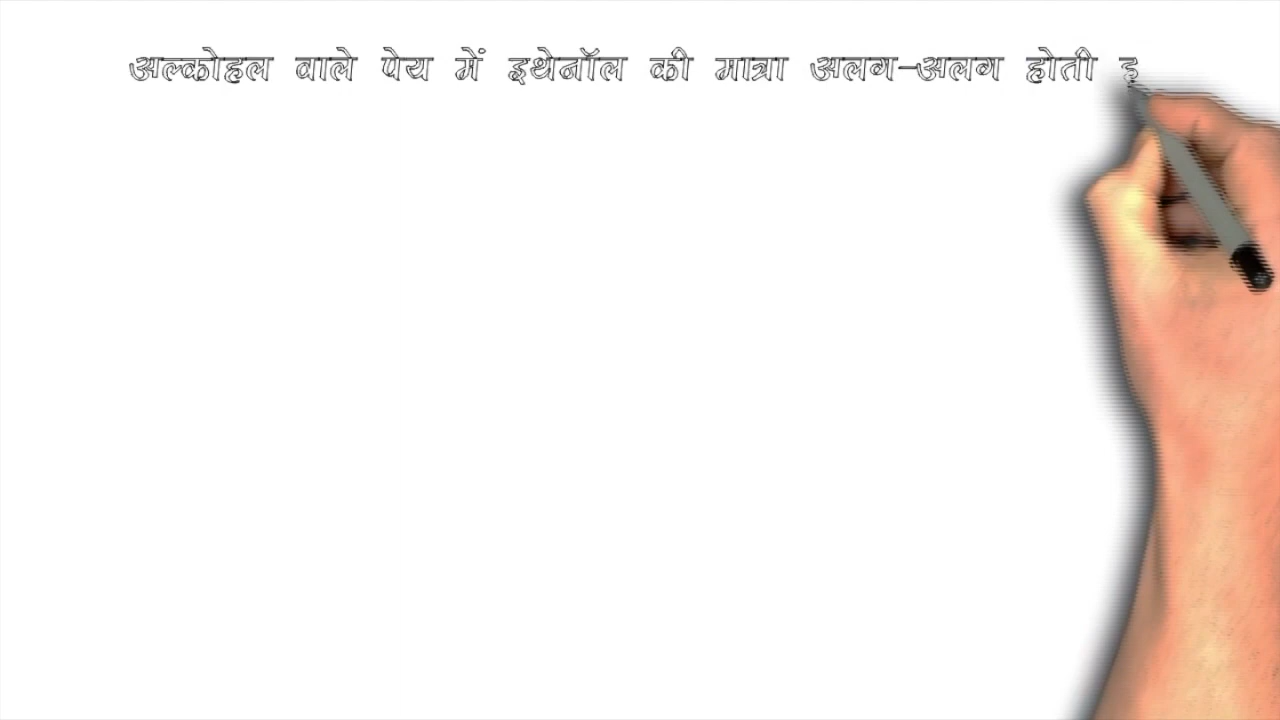 अल्कोहल वाले पेय में इथेनॉल की मात्रा अलग-अलग होती